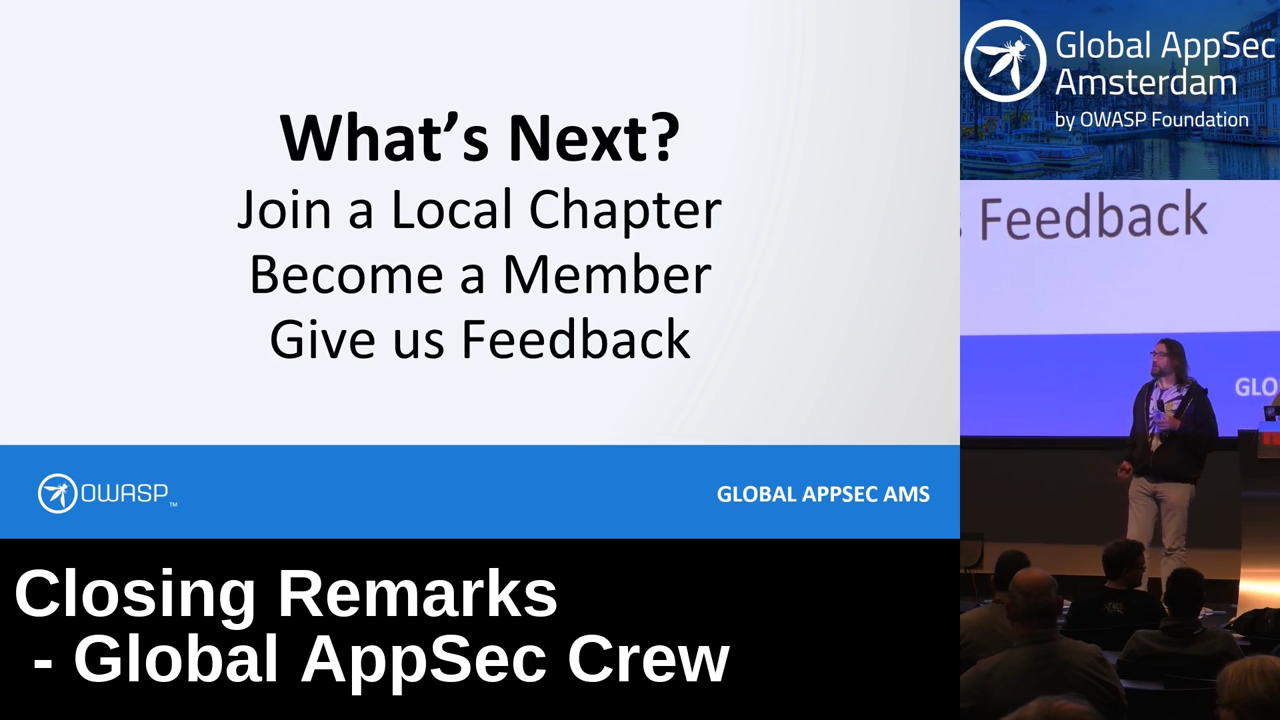 What's Next?
Join a Local Chapter
Become a Member
Give us Feedback
OWASP™
GLOBAL APPSEC AMS
Closing Remarks
- Global AppSec Crew
Global AppSec
Amsterdam
by OWASP Foundation
s Feedback
GLO